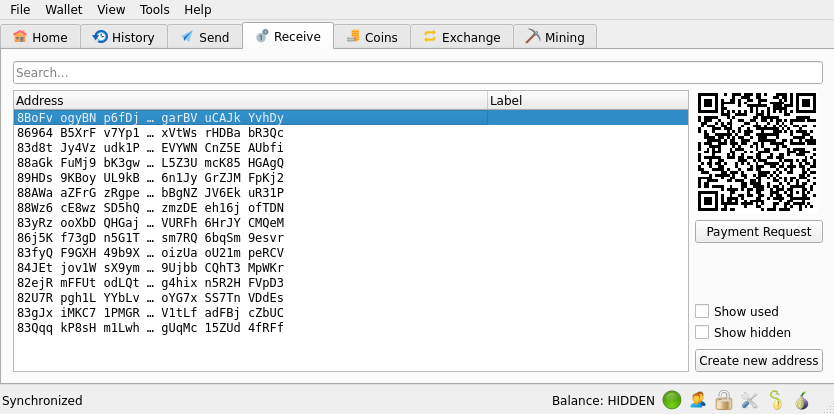 File Wallet View Tools Help
Home History Send Receive Coins Exchange Mining
Search...
Address Label
8BoFv ogyBN p6fDj … garBV uCAJk YvhDy
86964 B5XrF v7Yp1 … xVtWs rHDBa bR3Qc
83d8t Jy4Vz udk1P … EVYWN CnZ5E AUbfi
88aGk FuMj9 bK3gw … L5Z3U mcK85 HGAgQ
89HDs 9KBoy UL9kB … 6n1Jy GrZJM FpKj2
88AWa aZFrG zRgpe … bBgNZ JV6Ek uR31P
88Wz6 cE8wz SD5hQ … zmzDE eh16j ofTDN
83yRz ooXbD QHGaj … VURFh 6HrJY CMQeM
86j5K f73gD n5G1T … sm7RQ 6bqSm 9esvr
83fyQ F9GXH 49b9X … oizUa oU21m peRCV
84JEt jov1W sX9ym … 9Ujbb CQhT3 MpWKr
82ejR mFFUt odLQt … g4hix n5R2H FVpD3
82U7R pgh1L YYbLv … oYG7x SS7Tn VDdEs
83gJx iMKC7 1PMGR … V1tLf adFBj cZbUC
83Qqq kP8sH m1Lwh … gUqMc 15ZUd 4fRFf
Payment Request
Show used
Show hidden
Create new address
Synchronized Balance: HIDDEN